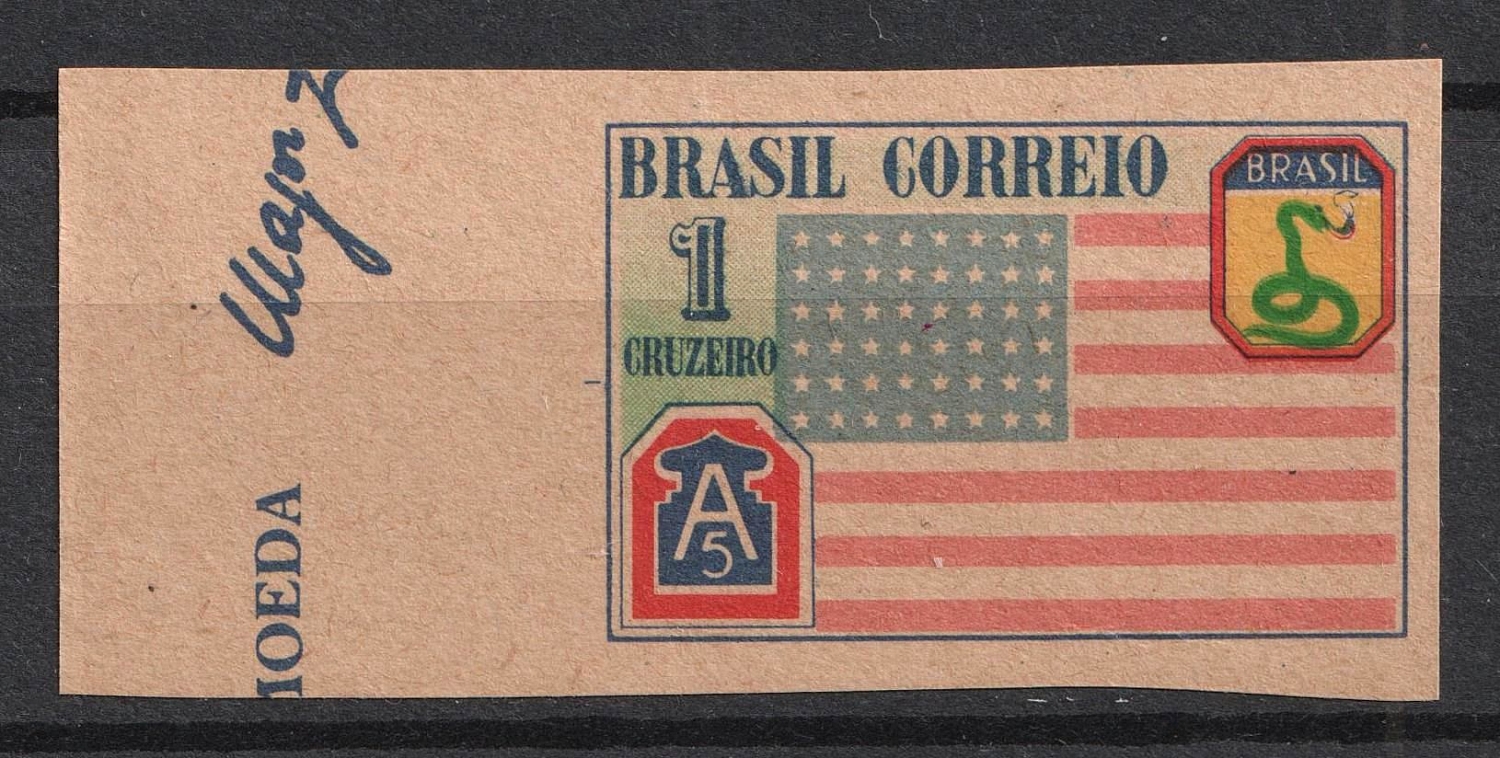 BRASIL CORREIO
BRASIL
1
CRUZEIRO
A
5
MOEDA